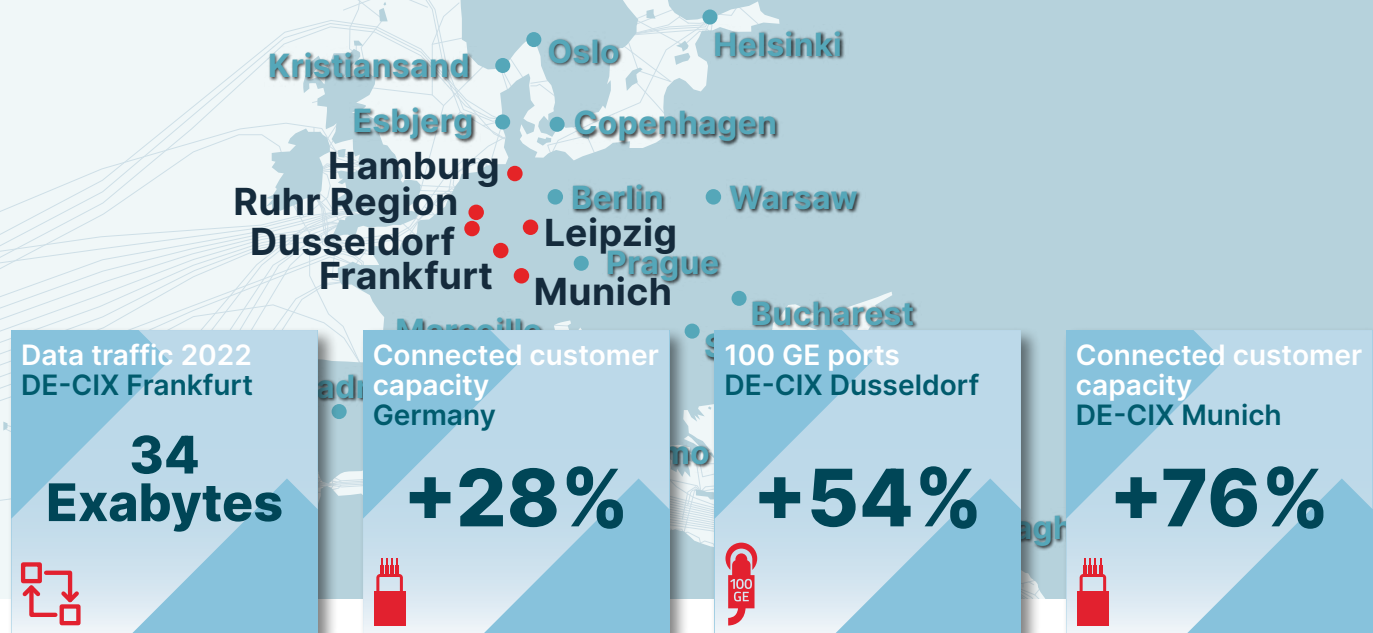 Oslo
Helsinki
Kristiansand
Esbjerg
Copenhagen
Hamburg
Berlin
Warsaw
Ruhr Region
Leipzig
Dusseldorf
Prague
Frankfurt
Munich
Bucharest
Marseille
Data traffic 2022
DE-CIX Frankfurt
34
Exabytes
Connected customer
capacity
Germany
+28%
100 GE ports
DE-CIX Dusseldorf
+54%
100
GE
Connected customer
capacity
DE-CIX Munich
+76%